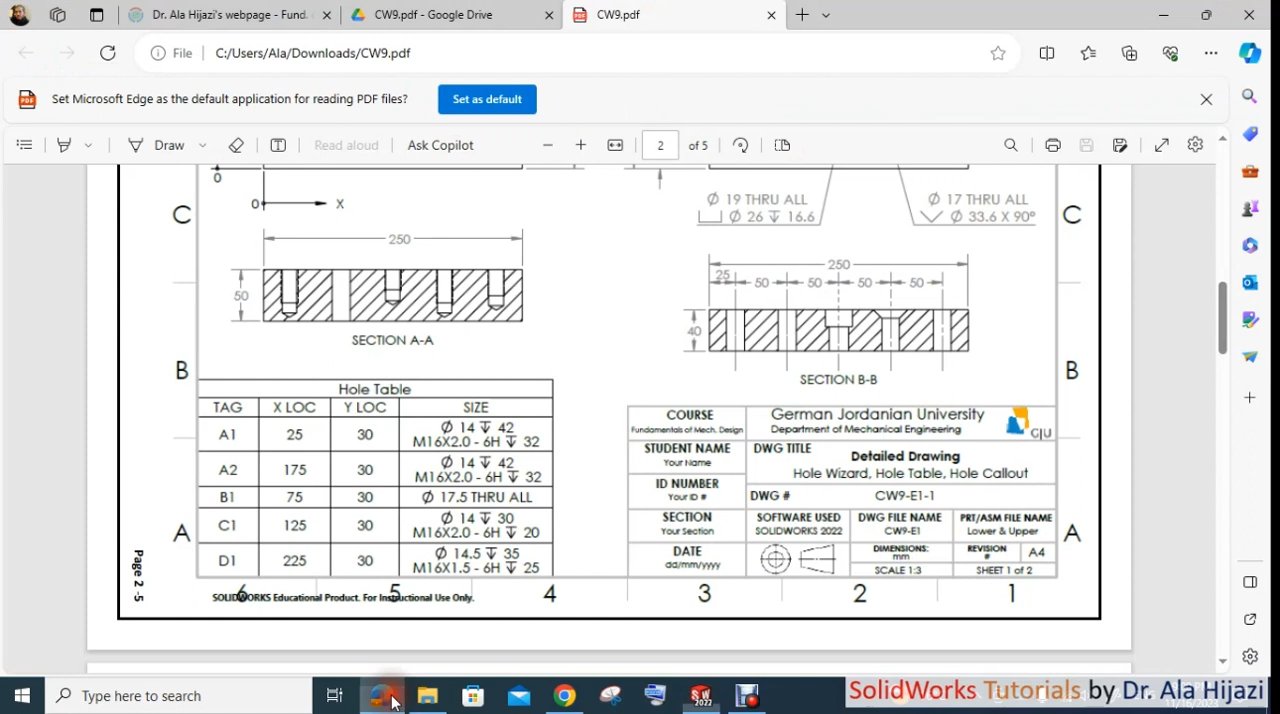 Dr. Ala Hijazi's webpage - Fund.
CW9.pdf - Google Drive
CW9.pdf
File
C:/Users/Ala/Downloads/CW9.pdf
Set Microsoft Edge as the default application for reading PDF files?
Set as default
Draw
Read aloud
Ask Copilot
2
of 5
0
0
X
C
C
Ø 19 THRU ALL
⌴ Ø 26 ↧ 16.6
Ø 17 THRU ALL
⌵ Ø 33.6 X 90°
250
50
SECTION A-A
250
25
50
50
50
50
40
SECTION B-B
B
B
Hole Table
TAG X LOC Y LOC SIZE
A1 25 30 Ø 14 ↧ 42
M16X2.0 - 6H ↧ 32
A2 175 30 Ø 14 ↧ 42
M16X2.0 - 6H ↧ 32
B1 75 30 Ø 17.5 THRU ALL
C1 125 30 Ø 14 ↧ 30
M16X2.0 - 6H ↧ 20
D1 225 30 Ø 14.5 ↧ 35
M16X1.5 - 6H ↧ 25
COURSE
Fundamentals of Mech. Design
German Jordanian University
Department of Mechanical Engineering
GJU
STUDENT NAME
Your Name
DWG TITLE
Detailed Drawing
Hole Wizard, Hole Table, Hole Callout
ID NUMBER
Your ID #
DWG #
CW9-E1-1
SECTION
Your Section
SOFTWARE USED
SOLIDWORKS 2022
DWG FILE NAME
CW9-E1
PRT/ASM FILE NAME
Lower & Upper
DATE
dd/mm/yyyy
DIMENSIONS:
mm
SCALE 1:3
REVISION
#
A4
SHEET 1 of 2
A
A
Page 2 -5
6
5
4
3
2
1
SOLIDWORKS Educational Product. For Instructional Use Only.
Type here to search
SW
2022
SolidWorks Tutorials by Dr. Ala Hijazi
11/16/2023